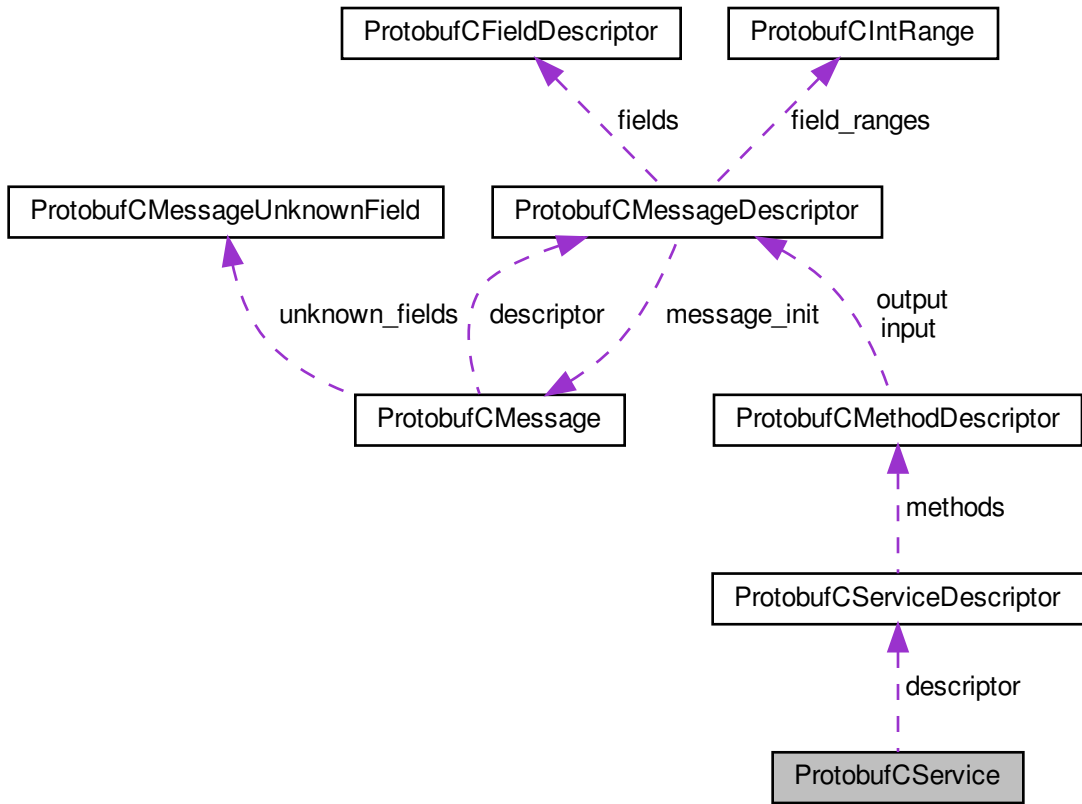 ProtobufCFieldDescriptor
ProtobufCIntRange
fields
field_ranges
ProtobufCMessageUnknownField
ProtobufCMessageDescriptor
unknown_fields
descriptor
message_init
output
input
ProtobufCMessage
ProtobufCMethodDescriptor
methods
ProtobufCServiceDescriptor
descriptor
ProtobufCService